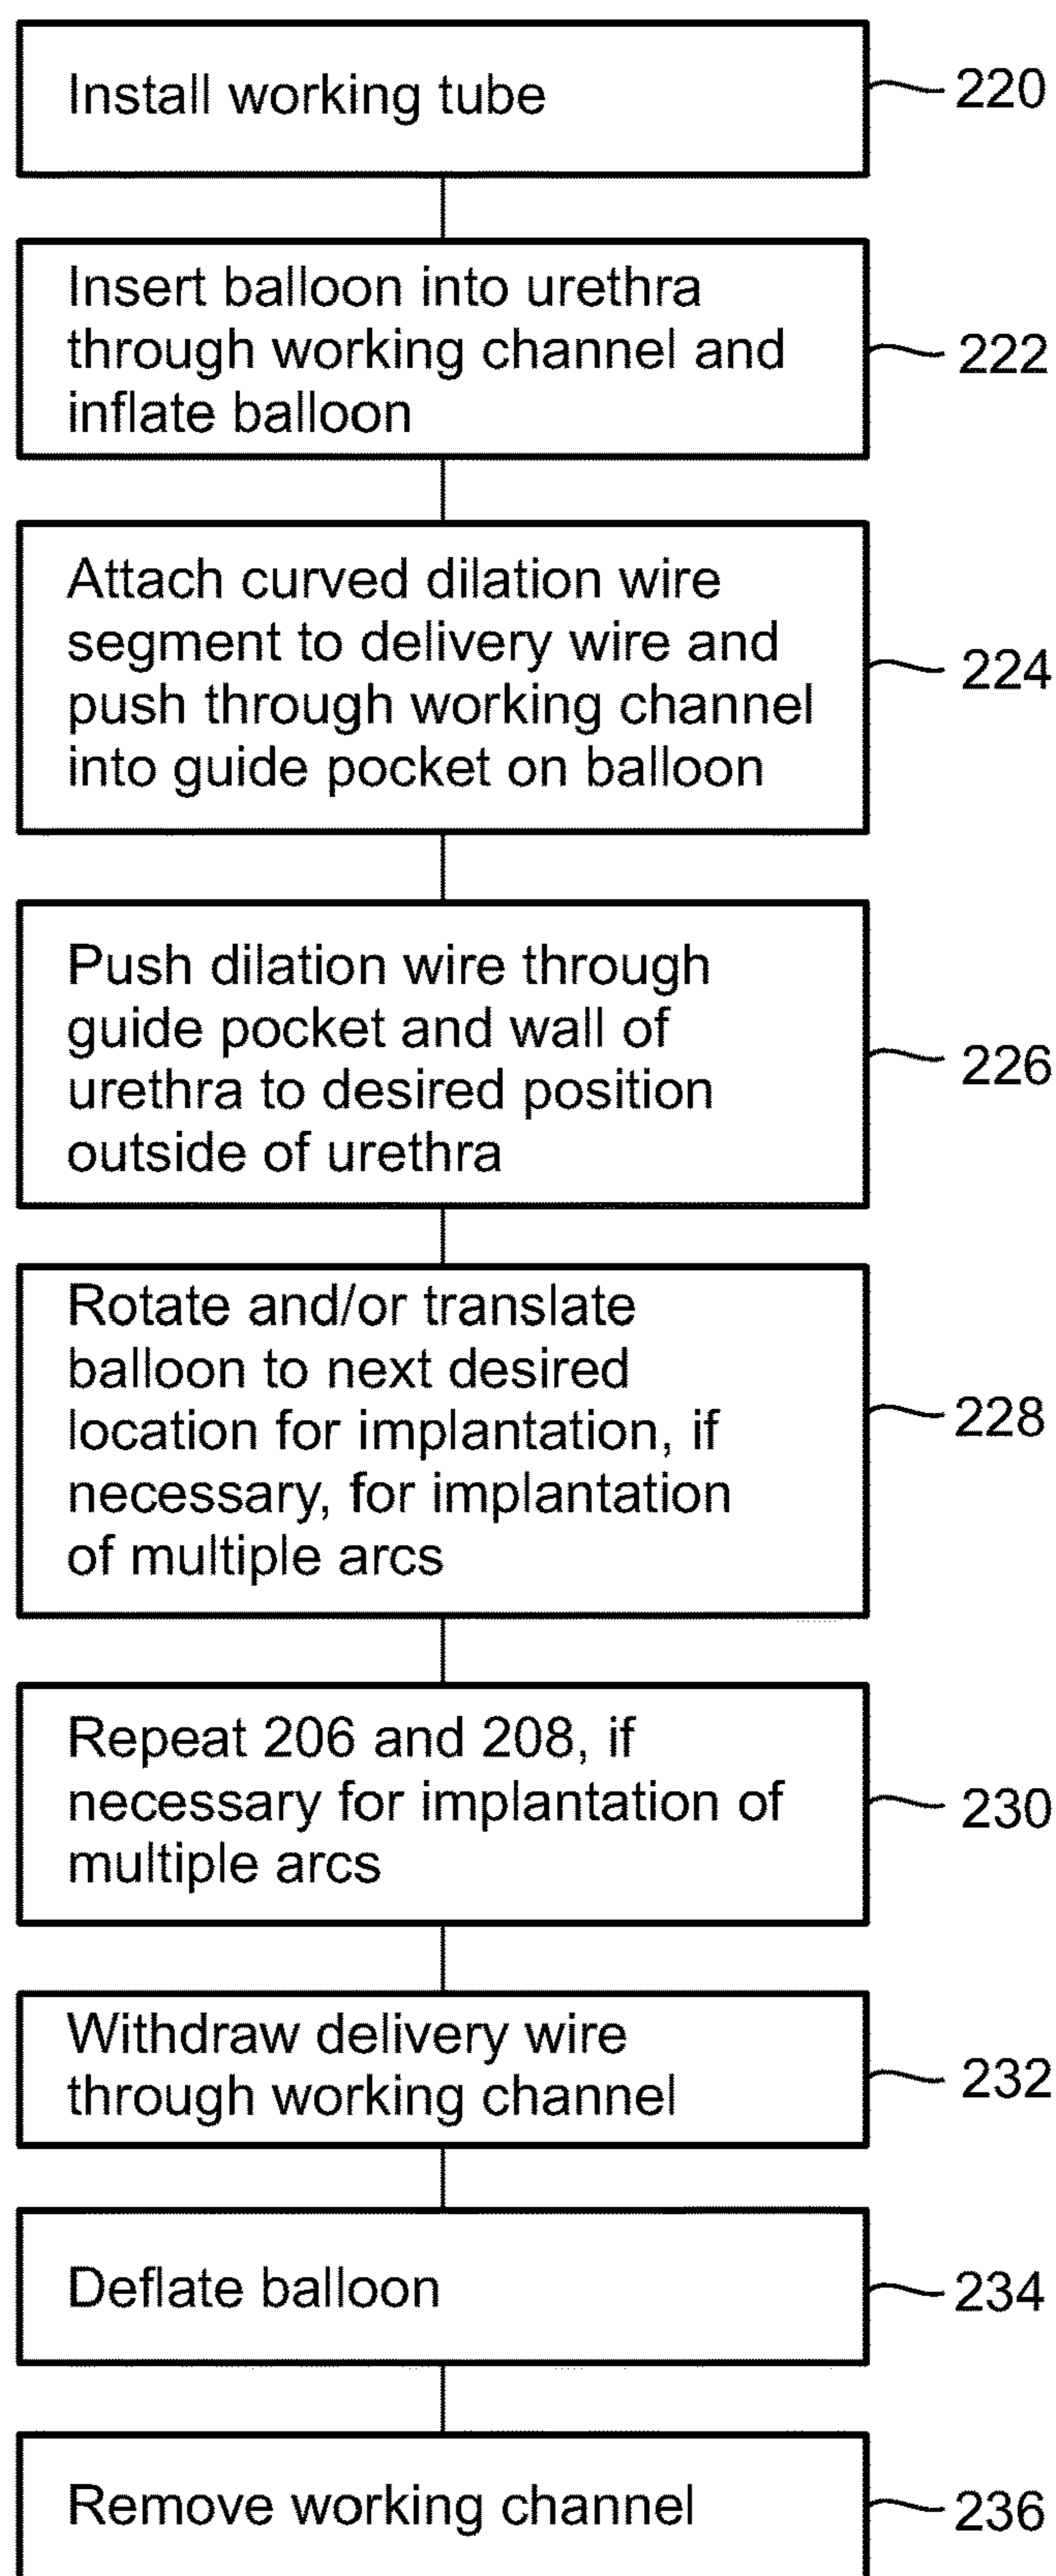 Install working tube
220
Insert balloon into urethra
through working channel and
inflate balloon
222
Attach curved dilation wire
segment to delivery wire and
push through working channel
into guide pocket on balloon
224
Push dilation wire through
guide pocket and wall of
urethra to desired position
outside of urethra
226
Rotate and/or translate
balloon to next desired
location for implantation, if
necessary, for implantation
of multiple arcs
228
Repeat 206 and 208, if
necessary for implantation of
multiple arcs
230
Withdraw delivery wire
through working channel
232
Deflate balloon
234
Remove working channel
236